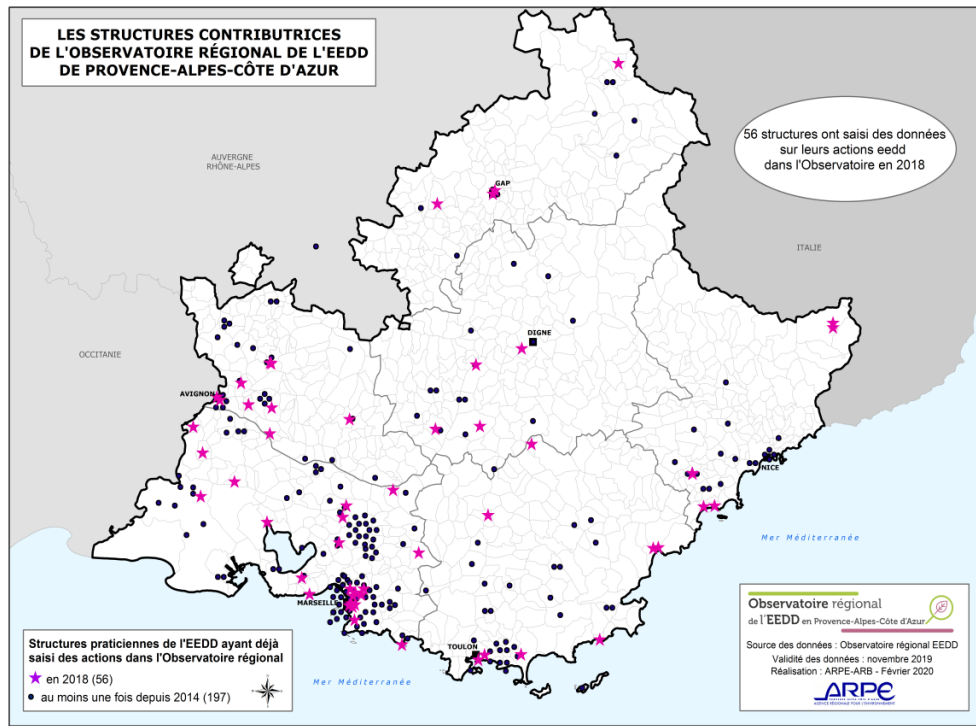 LES STRUCTURES CONTRIBUTRICES
DE L'OBSERVATOIRE RÉGIONAL DE L'EEDD
DE PROVENCE-ALPES-CÔTE D'AZUR
56 structures ont saisi des données
sur leurs actions eedd
dans l'Observatoire en 2018
AUVERGNE
RHÔNE-ALPES
GAP
ITALIE
OCCITANIE
DIGNE
AVIGNON
NICE
Mer Méditerranée
MARSEILLE
TOULON
Mer Méditerranée
Structures praticiennes de l'EEDD ayant déjà
saisi des actions dans l'Observatoire régional
en 2018 (56)
au moins une fois depuis 2014 (197)
Observatoire régional
de l'EEDD en Provence-Alpes-Côte d'Azur
Source des données : Observatoire régional EEDD
Validité des données : novembre 2019
Réalisation : ARPE-ARB - Février 2020
ARPE
AGENCE RÉGIONALE POUR L'ENVIRONNEMENT